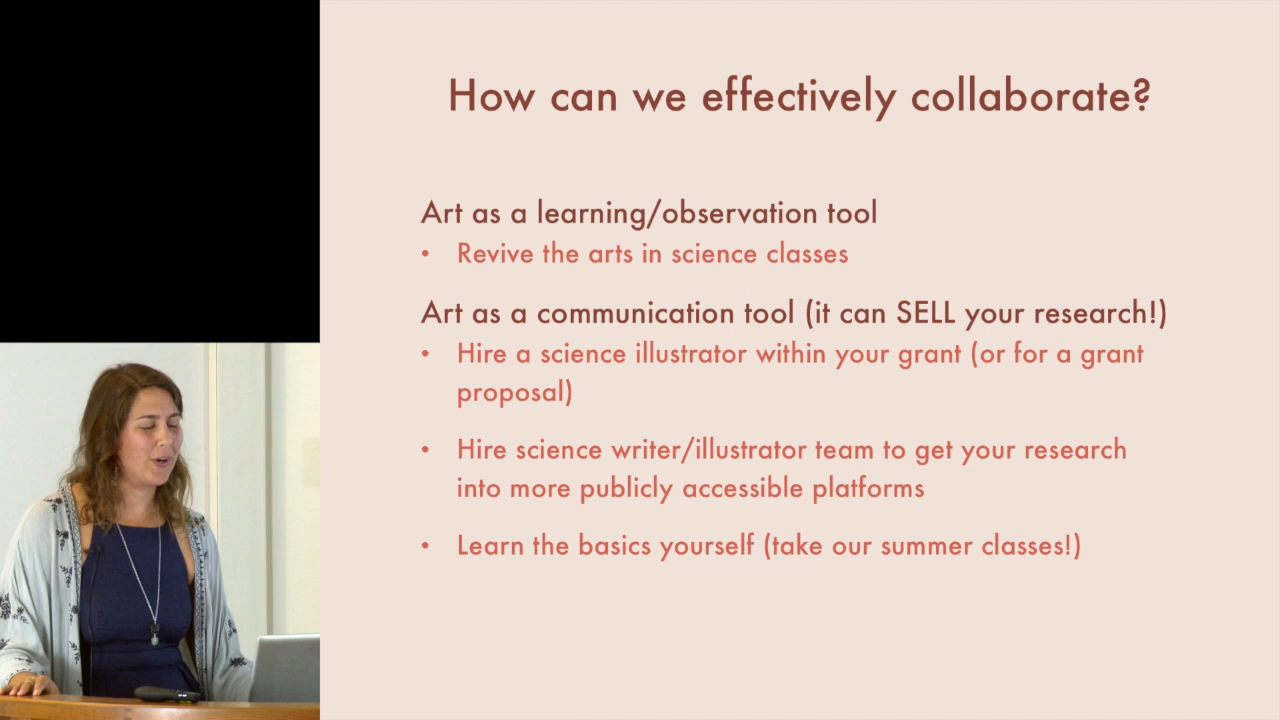 How can we effectively collaborate?
Art as a learning/observation tool
• Revive the arts in science classes
Art as a communication tool (it can SELL your research!)
• Hire a science illustrator within your grant (or for a grant
proposal)
• Hire science writer/illustrator team to get your research
into more publicly accessible platforms
• Learn the basics yourself (take our summer classes!)